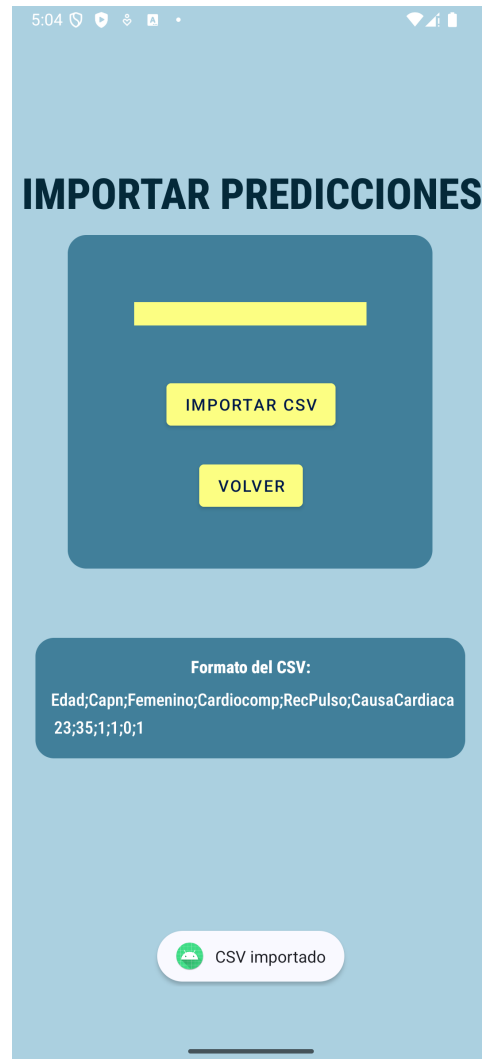 5:04
IMPORTAR PREDICCIONES
IMPORTAR CSV
VOLVER
Formato del CSV:
Edad;Capn;Femenino;Cardiocomp;RecPulso;CausaCardiaca
23;35;1;1;0;1
CSV importado